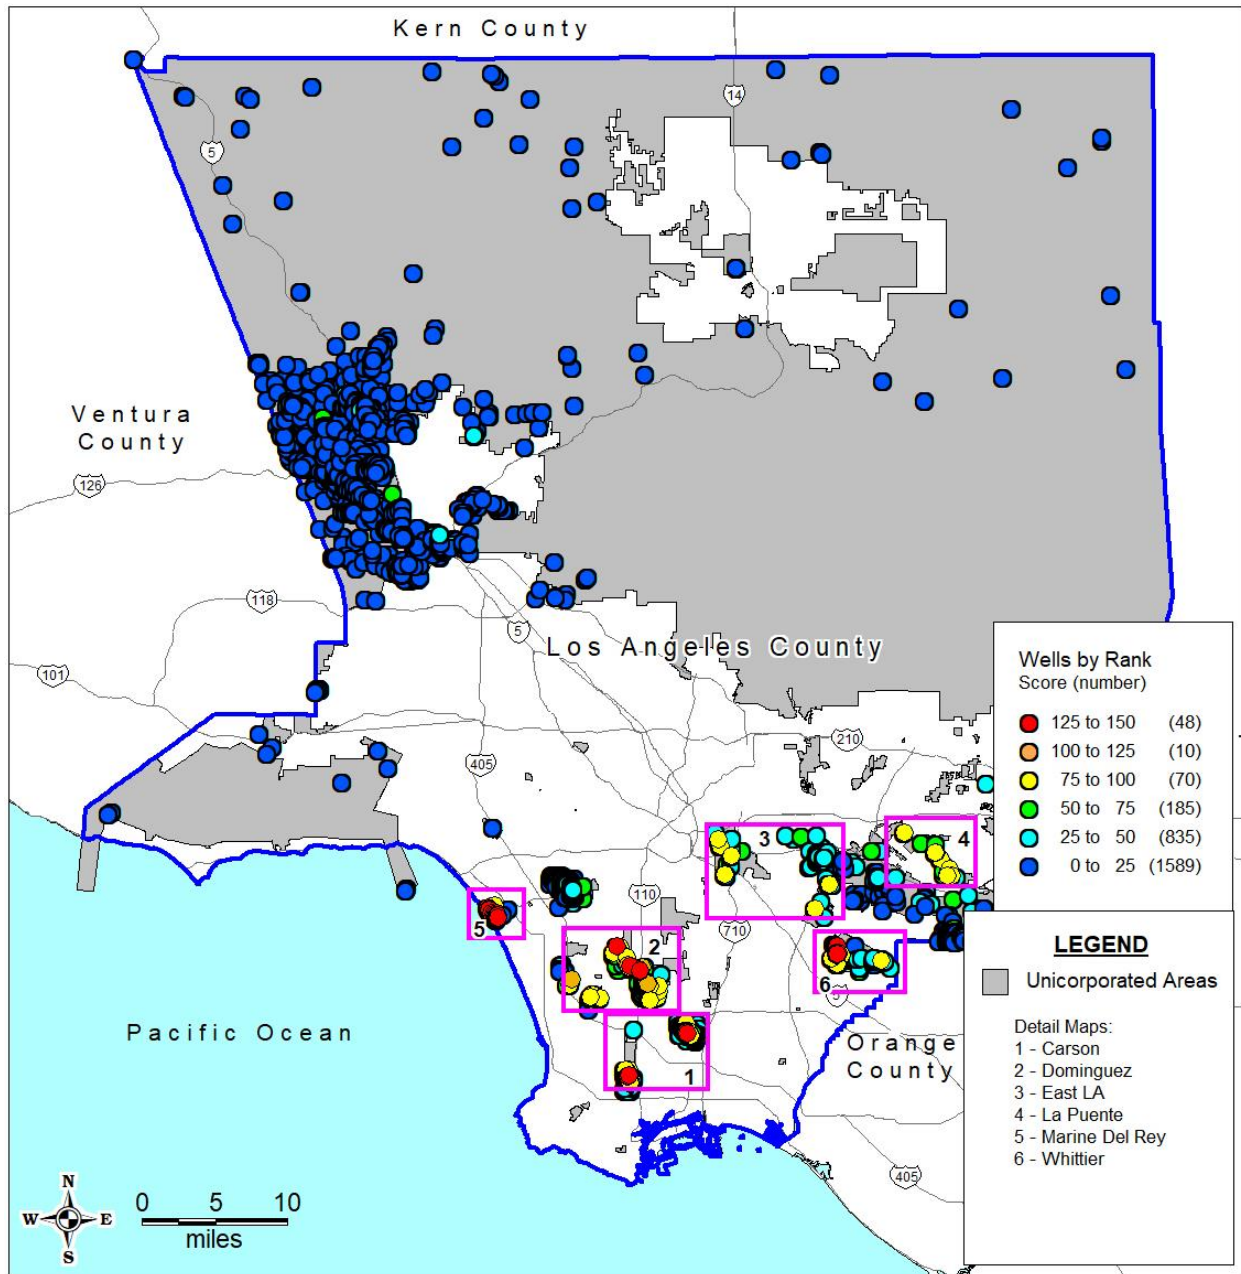 Kern County
14
5
Ventura
County
126
118
5
Los Angeles County
101
405
210
110
710
3
4
5
2
6
5
1
405
Pacific Ocean
Orange
County
Wells by Rank
Score (number)
125 to 150 (48)
100 to 125 (10)
75 to 100 (70)
50 to 75 (185)
25 to 50 (835)
0 to 25 (1589)
LEGEND
Unicorporated Areas
Detail Maps:
1 - Carson
2 - Dominguez
3 - East LA
4 - La Puente
5 - Marine Del Rey
6 - Whittier
N
W E
S
0 5 10
miles